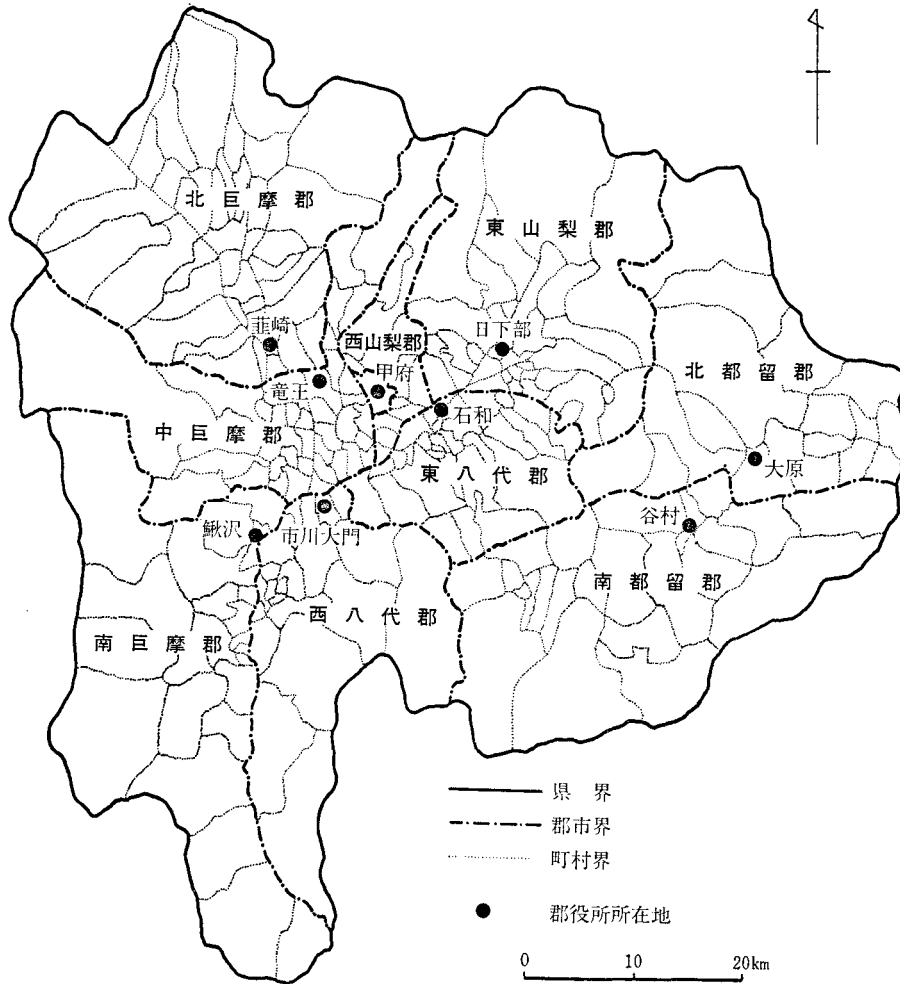 北巨摩郡
東山梨郡
韮崎
西山梨郡
日下部
竜王
甲府
北都留郡
石和
中巨摩郡
東八代郡
大原
鰍沢
市川大門
谷村
南都留郡
西八代郡
南巨摩郡
県界
郡市界
町村界
郡役所所在地
0 10 20km